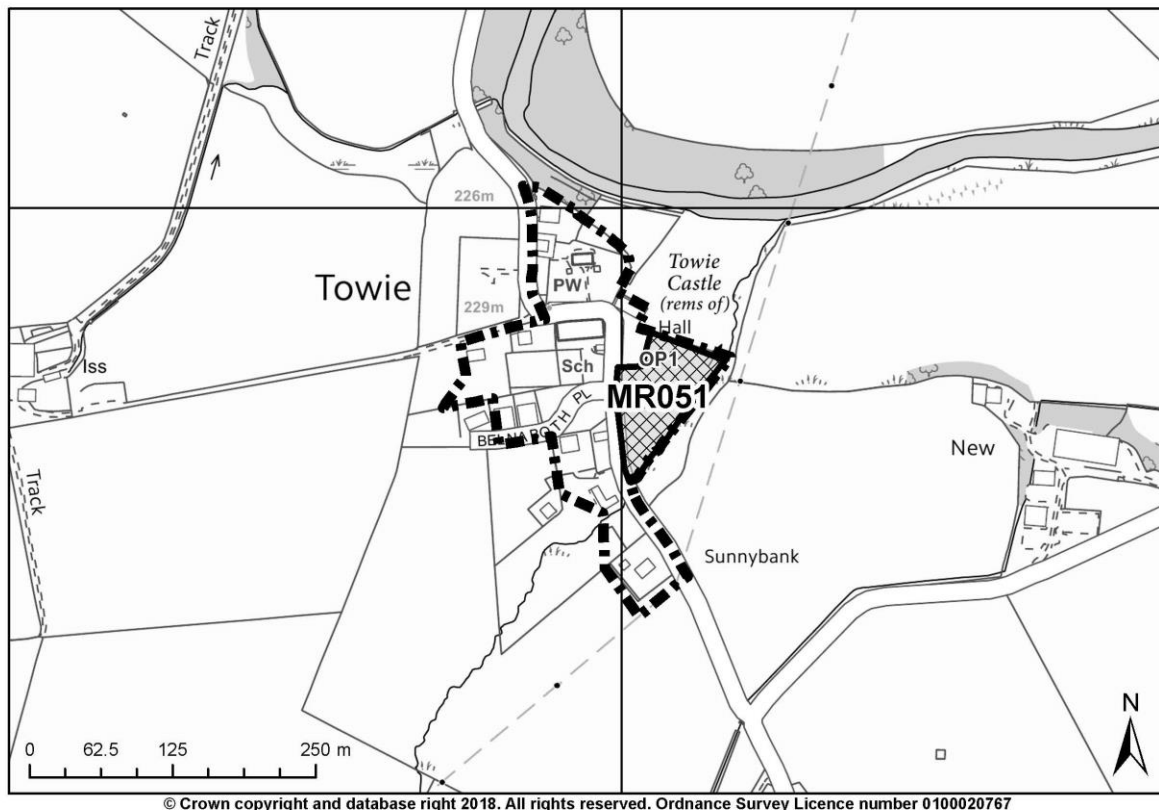 Track
226m
Towie
Castle
(rems of)
Towie
PW
229m
Hall
Iss
Sch
OP1
MR051
PL
New
Track
Sunnybank
N
0 62.5 125 250 m
© Crown copyright and database right 2018. All rights reserved. Ordnance Survey Licence number 0100020767